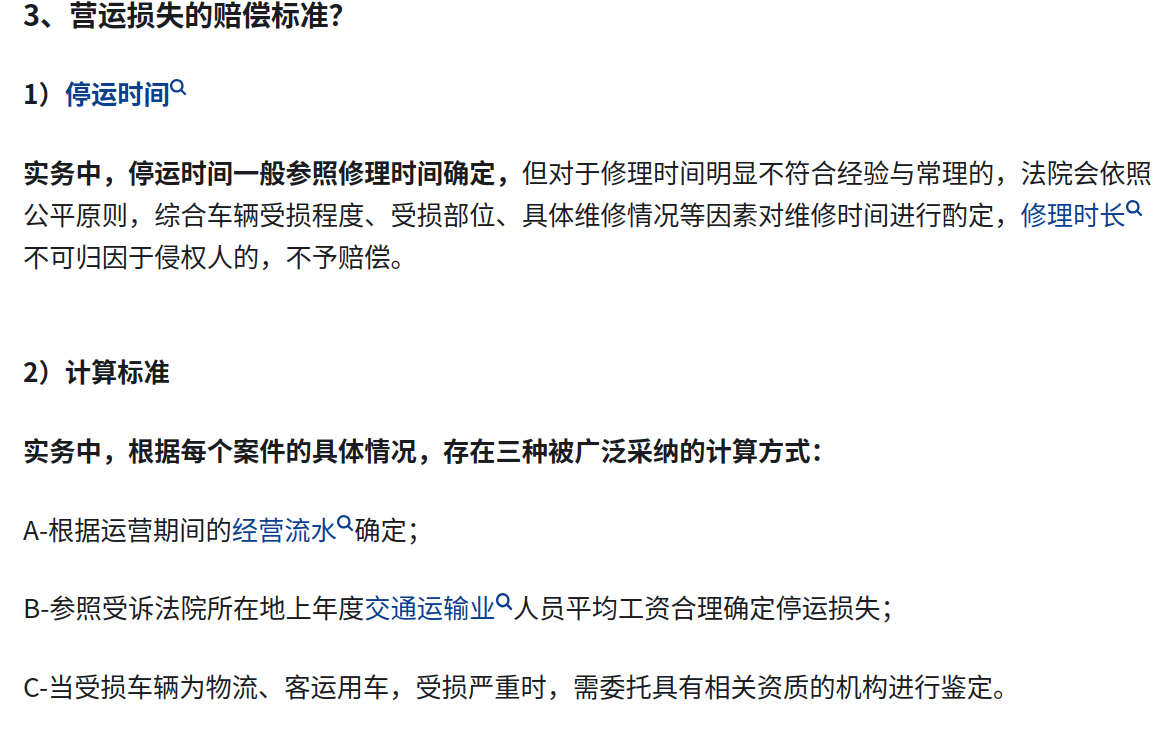 3、营运损失的赔偿标准？
1）停运时间
实务中，停运时间一般参照修理时间确定，但对于修理时间明显不符合经验与常理的，法院会依照
公平原则，综合车辆受损程度、受损部位、具体维修情况等因素对维修时间进行酌定，修理时长
不可归因于侵权人的，不予赔偿。
2）计算标准
实务中，根据每个案件的具体情况，存在三种被广泛采纳的计算方式：
A-根据运营期间的经营流水确定；
B-参照受诉法院所在地上年度交通运输业人员平均工资合理确定停运损失；
C-当受损车辆为物流、客运用车，受损严重时，需委托具有相关资质的机构进行鉴定。